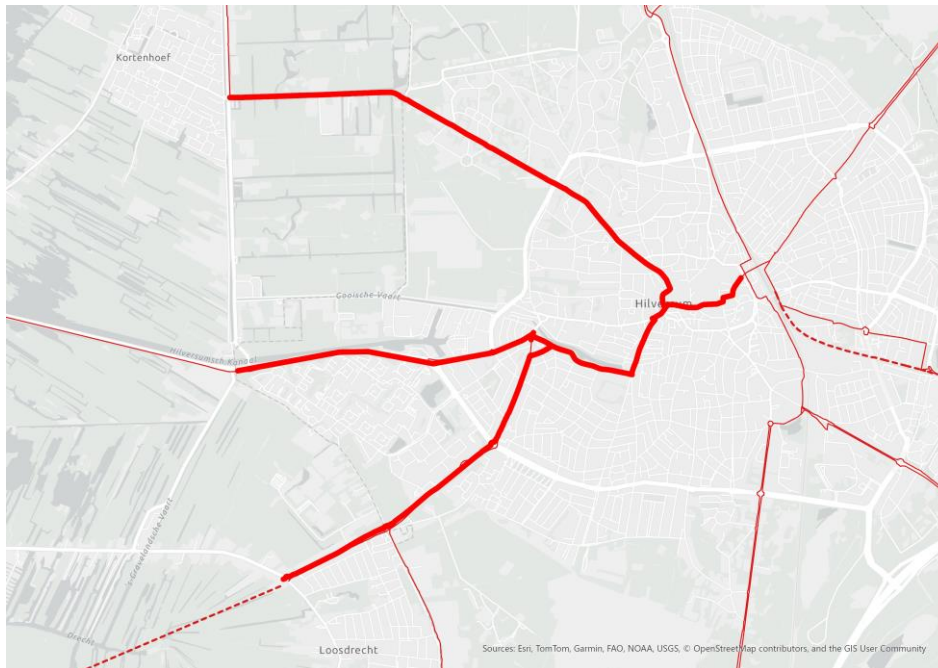 Kortenhoef
Gooische Vaart
Hilversum
Hilversumsch Kanaal
's-Gravelandsche Vaart
Drecht
Loosdrecht
Sources: Esri, TomTom, Garmin, FAO, NOAA, USGS, © OpenStreetMap contributors, and the GIS User Community